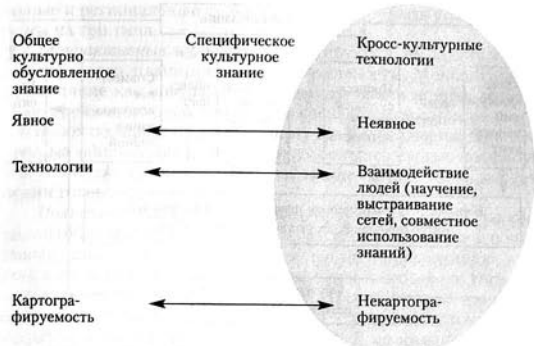 Общее
культурно
обусловленное
знание
Специфическое
культурное
знание
Кросс-культурные
технологии
Явное
Неявное
Технологии
Взаимодействие
людей (научение,
выстраивание
сетей, совместное
использование
знаний)
Картогра-
фируемость
Некартогра-
фируемость